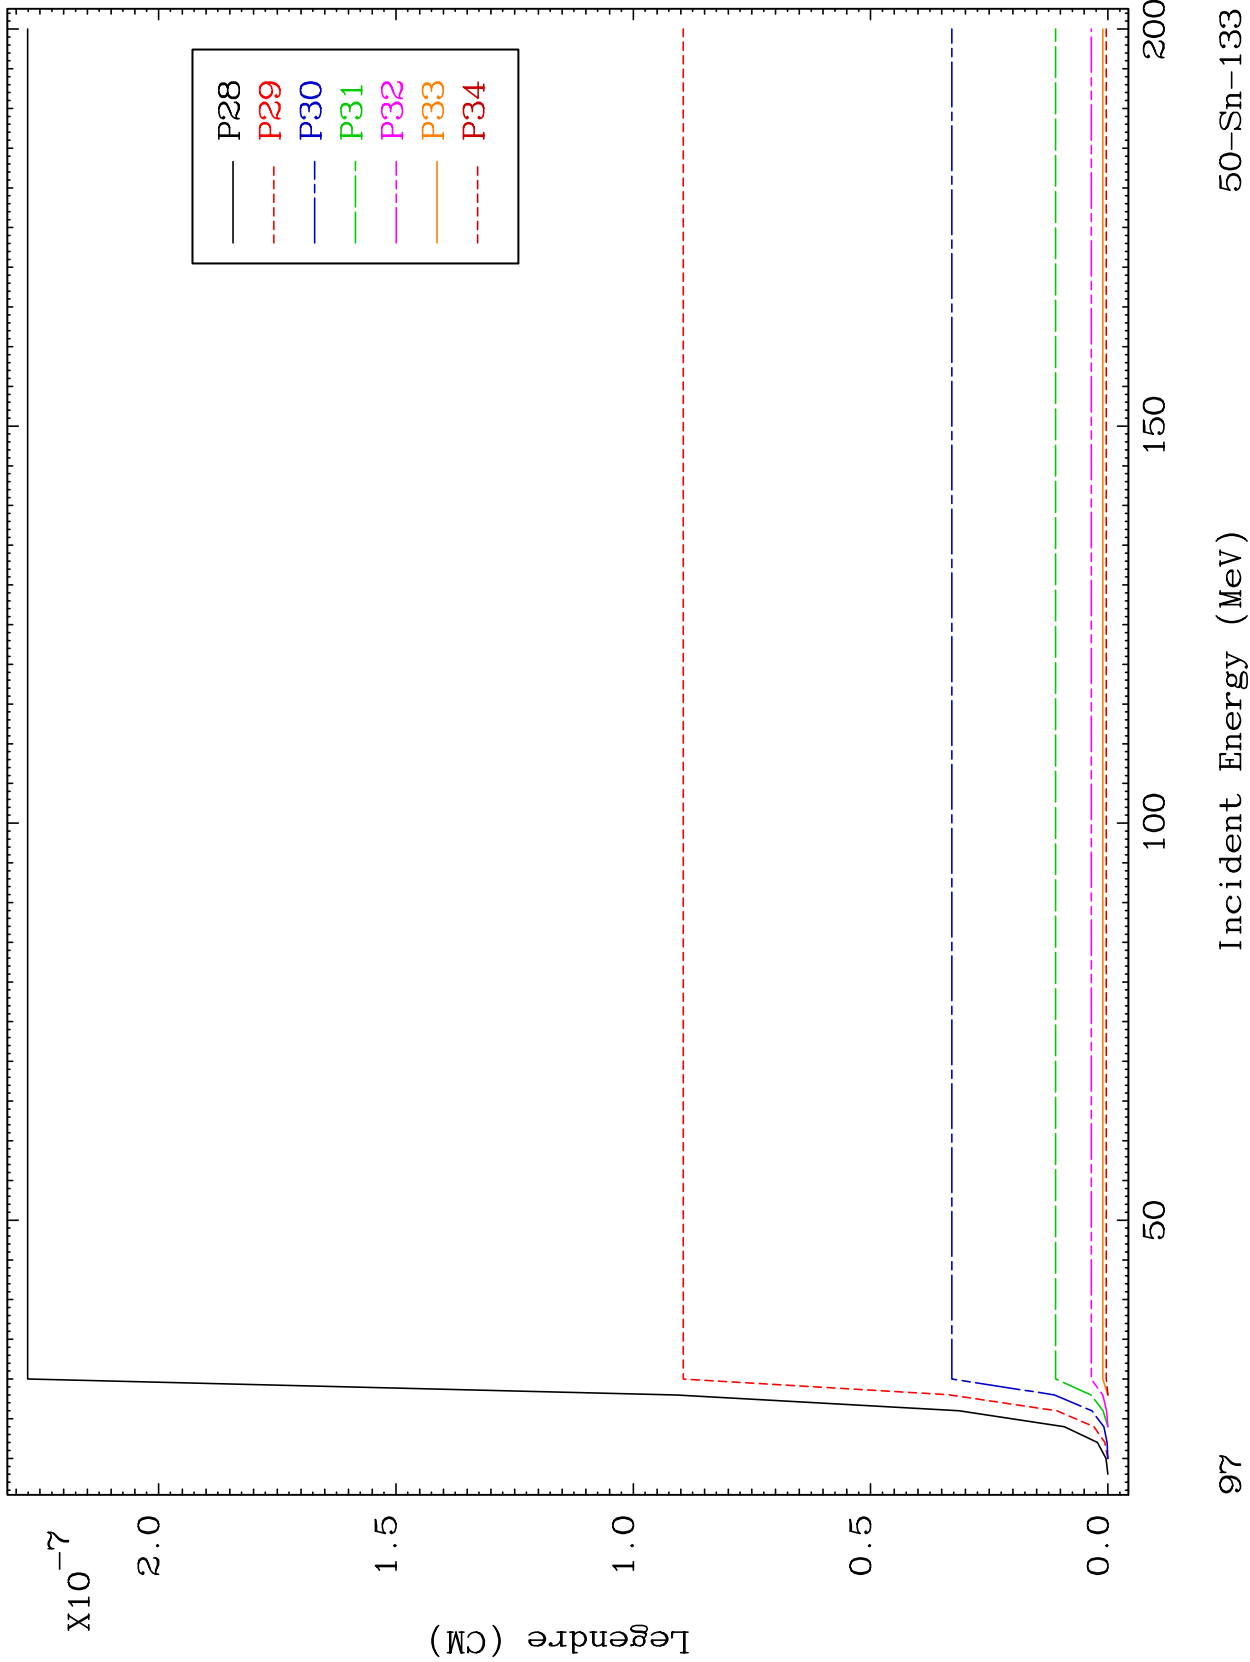 X10-7
2.0
1.5
1.0
0.5
0.0
Legendre (CM)
P28
P29
P30
P31
P32
P33
P34
50
100
150
200
97
Incident Energy (MeV)
50-Sn-133